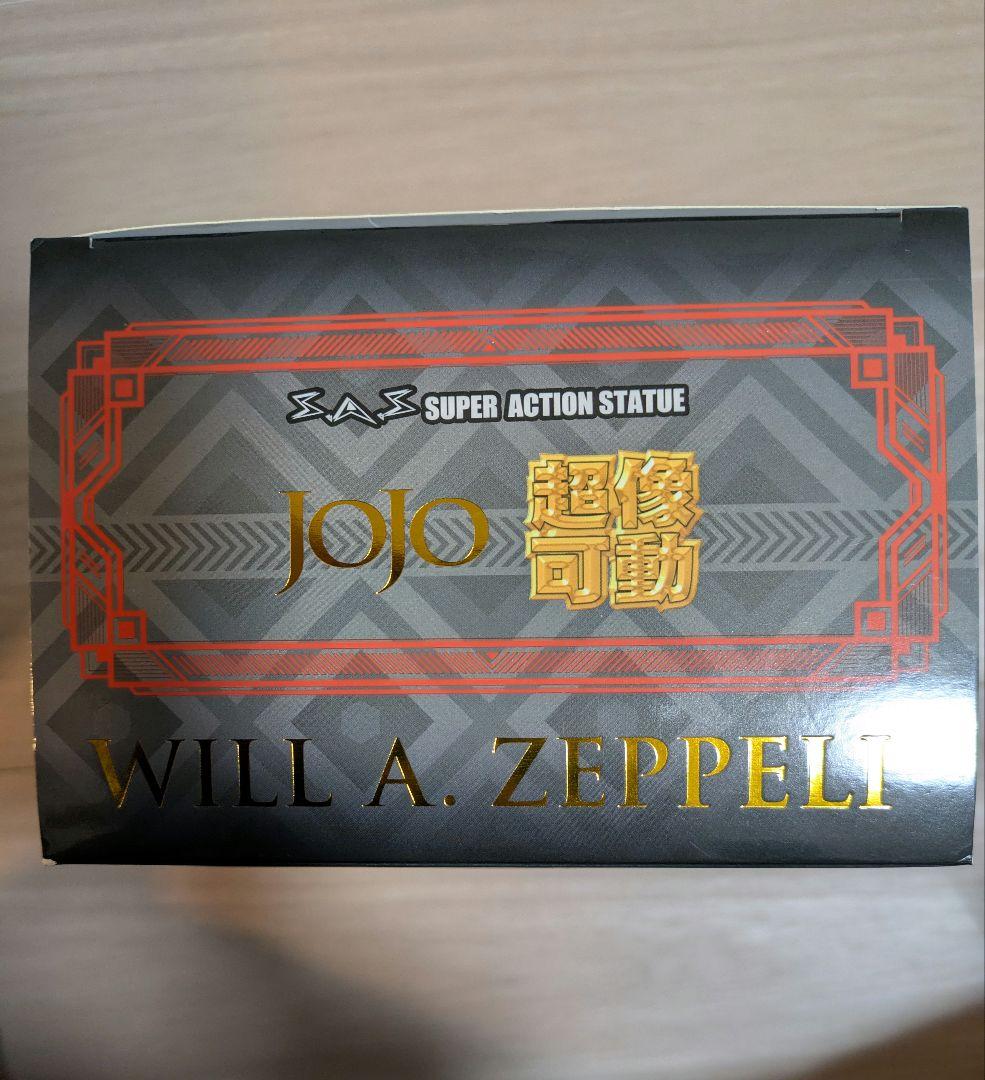 S.A.S SUPER ACTION STATUE
JOJO
超像
可動
WILL A. ZEPPELI